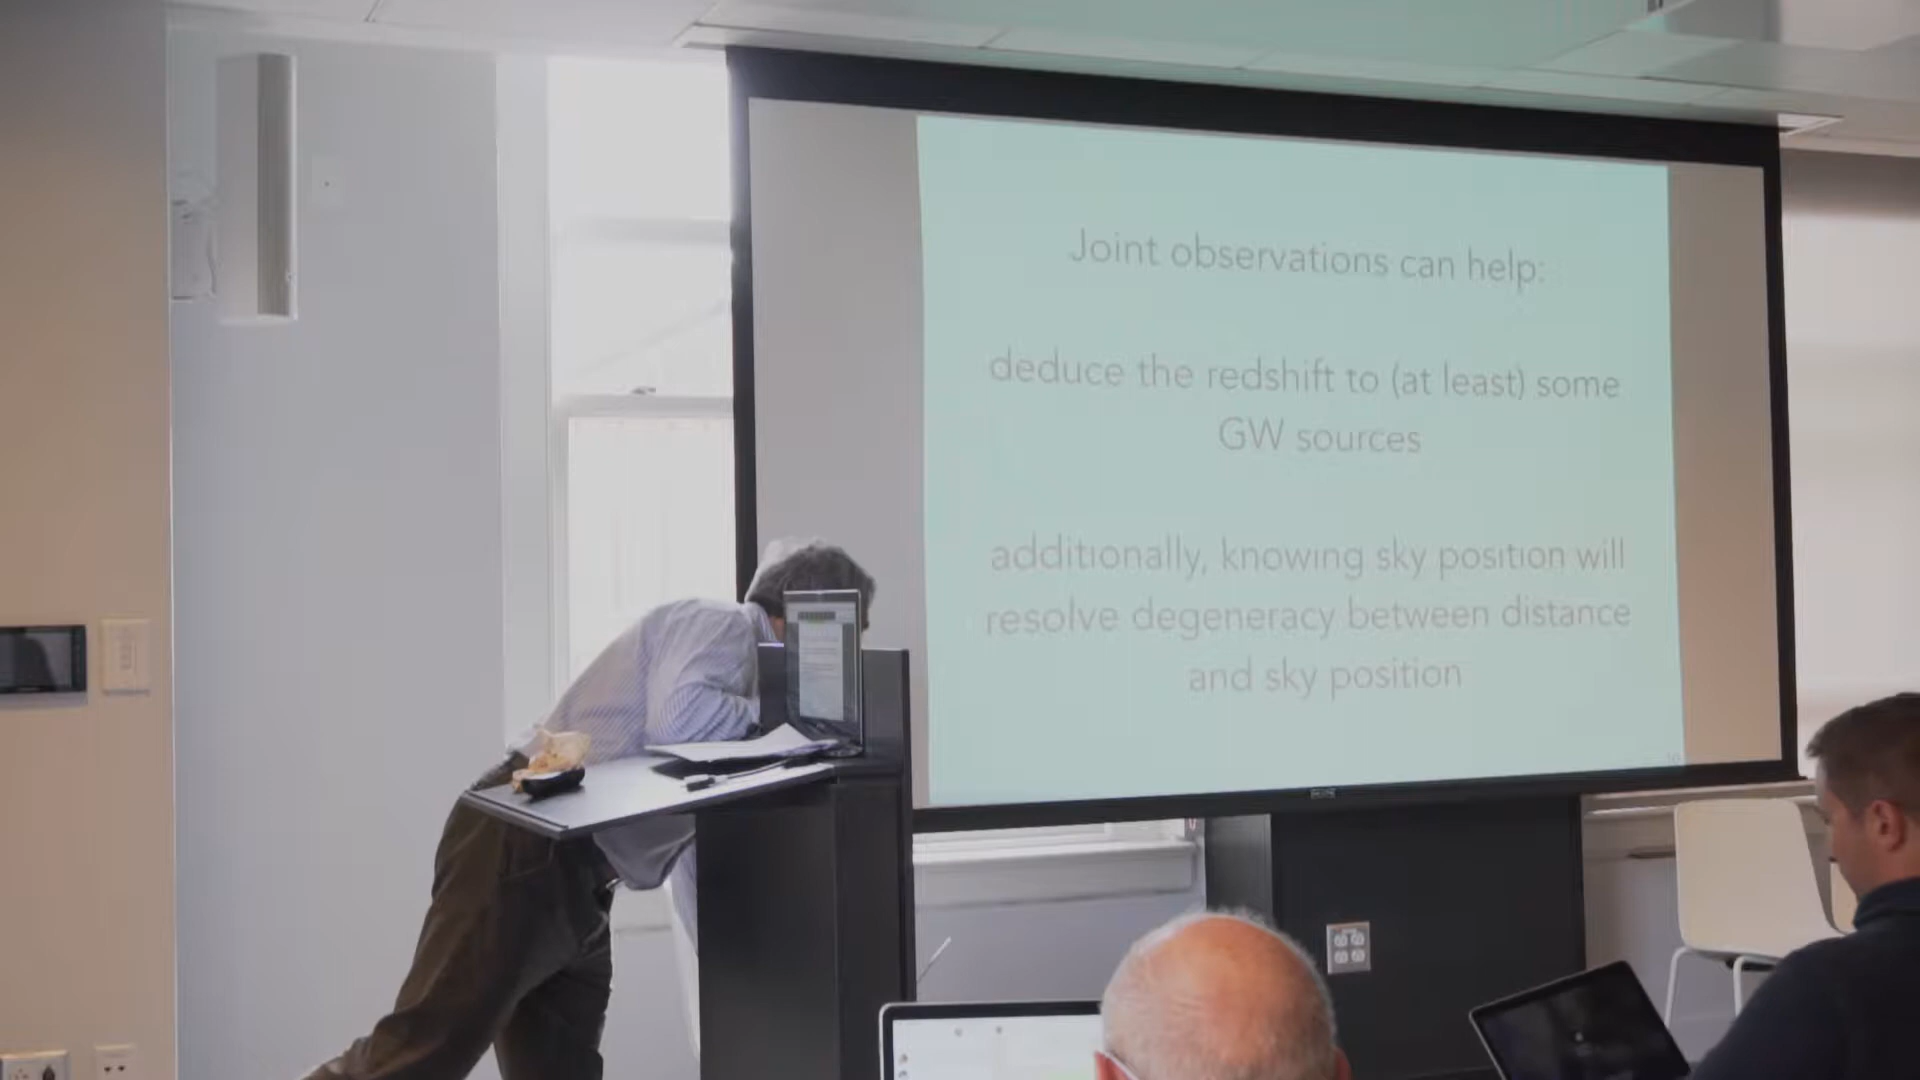 Joint observations can help:
deduce the redshift to (at least) some
GW sources
additionally, knowing sky position will
resolve degeneracy between distance
and sky position